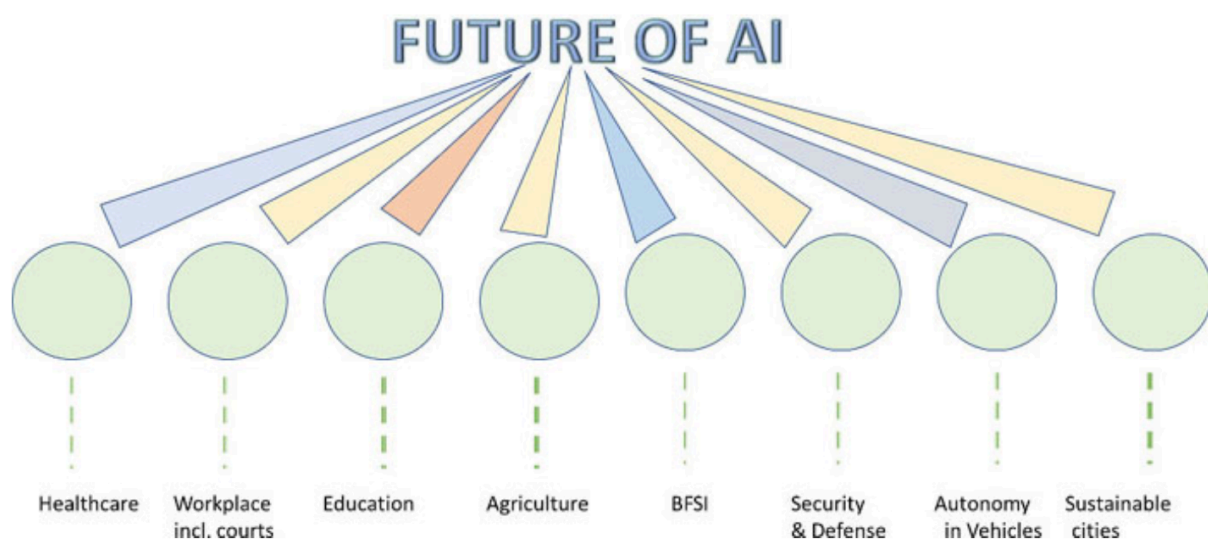 FUTURE OF AI
Healthcare
Workplace
incl. courts
Education
Agriculture
BFSI
Security
& Defense
Autonomy
in Vehicles
Sustainable
cities